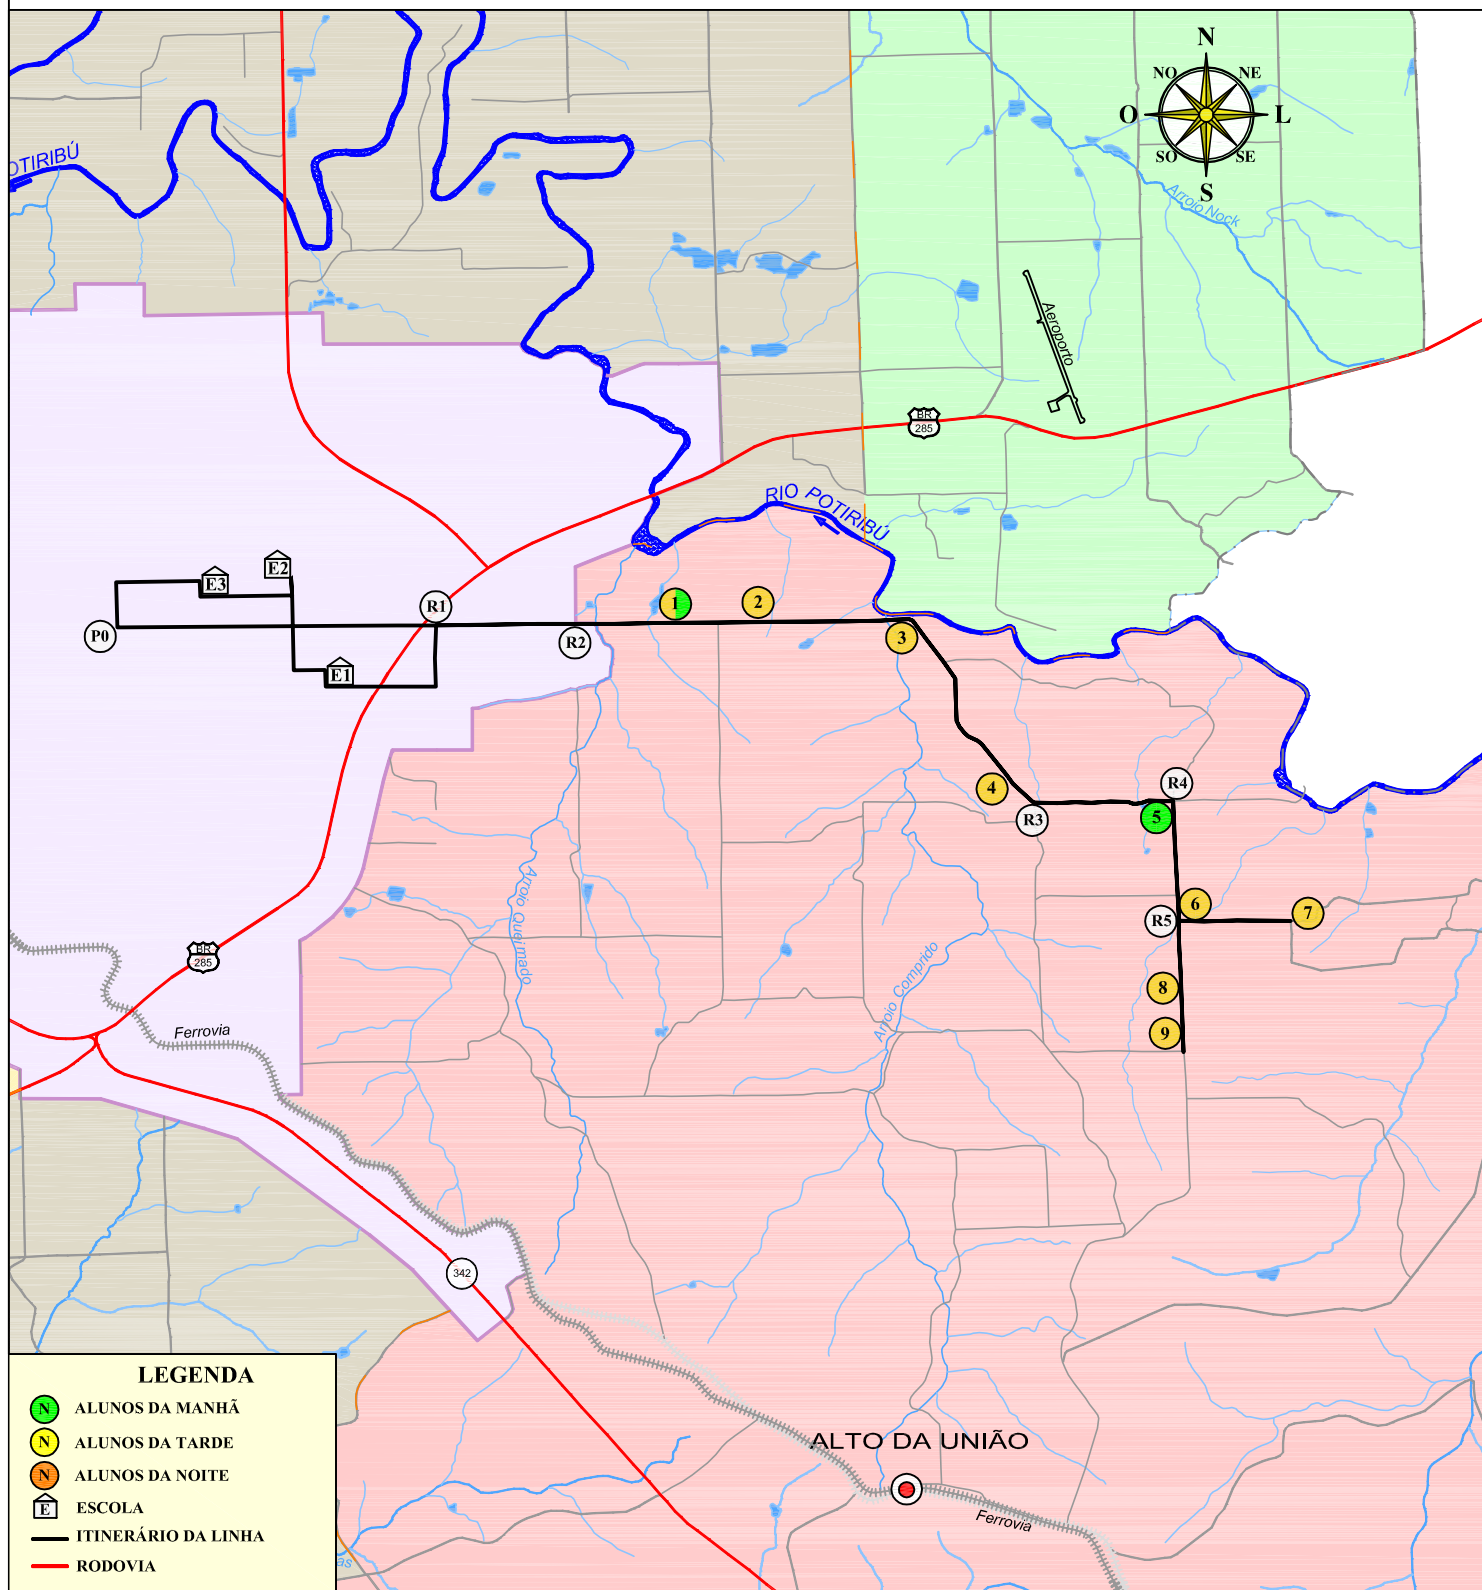 N
NO
NE
O
L
SO
SE
S
OTIRIBÚ
Arroio Nock
Aeroporto
BR
285
RIO POTIRIBÚ
E2
E3
R1
1
2
P0
R2
3
E1
4
R3
R4
5
6
7
R5
8
9
Arroio Queimado
Arroio Comprido
BR
285
Ferrovia
342
ALTO DA UNIÃO
Ferrovia
as
LEGENDA
N ALUNOS DA MANHÃ
N ALUNOS DA TARDE
N ALUNOS DA NOITE
E ESCOLA
ITINERÁRIO DA LINHA
RODOVIA